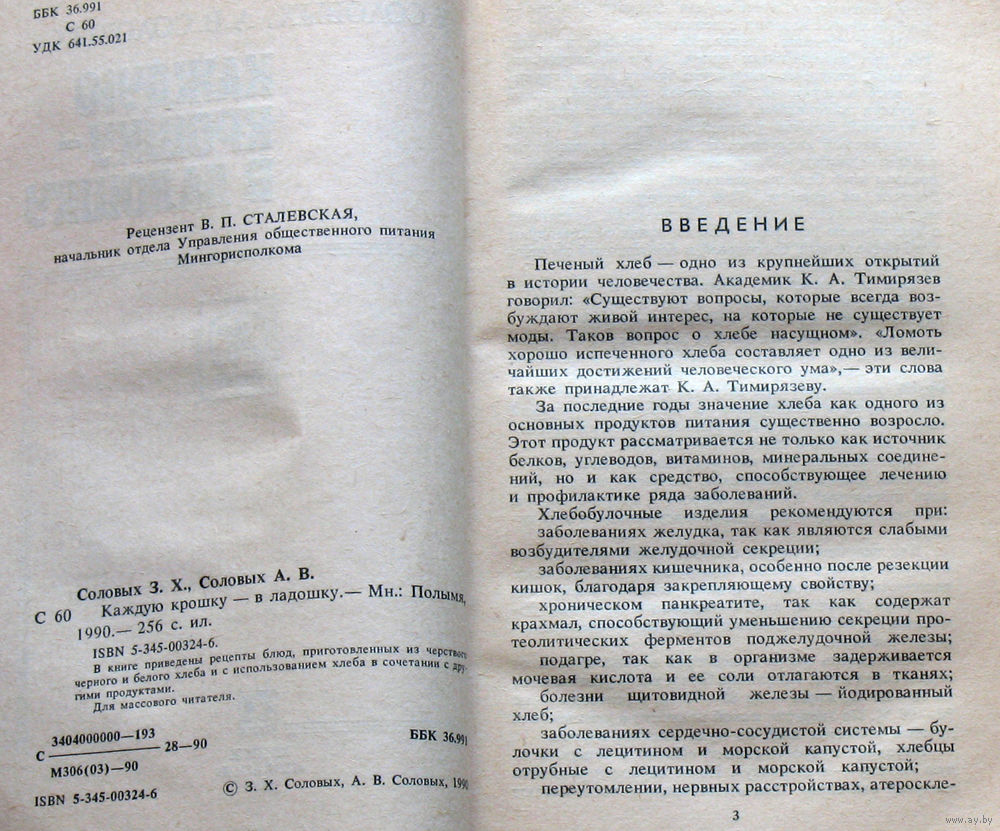 ББК 36.991
С 60
УДК 641.55.021
Рецензент В. П. СТАЛЕВСКАЯ,
начальник отдела Управления общественного питания
Мингорисполкома
Соловых З. Х., Соловых А. В.
С 60 Каждую крошку — в ладошку.— Мн.: Полымя,
1990.— 256 с. ил.
ISBN 5-345-00324-6.
В книге приведены рецепты блюд, приготовленных из черствого
черного и белого хлеба и с использованием хлеба в сочетании с дру-
гими продуктами.
Для массового читателя.
С 3404000000—193
М306(03)—90 28—90
ББК 36.991
ISBN 5-345-00324-6
© З. Х. Соловых, А. В. Соловых, 1990
ВВЕДЕНИЕ
Печеный хлеб — одно из крупнейших открытий
в истории человечества. Академик К. А. Тимирязев
говорил: «Существуют вопросы, которые всегда воз-
буждают живой интерес, на которые не существует
моды. Таков вопрос о хлебе насущном». «Ломоть
хорошо испеченного хлеба составляет одно из вели-
чайших достижений человеческого ума»,— эти слова
также принадлежат К. А. Тимирязеву.
За последние годы значение хлеба как одного из
основных продуктов питания существенно возросло.
Этот продукт рассматривается не только как источник
белков, углеводов, витаминов, минеральных соедине-
ний, но и как средство, способствующее лечению
и профилактике ряда заболеваний.
Хлебобулочные изделия рекомендуются при:
заболеваниях желудка, так как являются слабыми
возбудителями желудочной секреции;
заболеваниях кишечника, особенно после резекции
кишок, благодаря закрепляющему свойству;
хроническом панкреатите, так как содержат
крахмал, способствующий уменьшению секреции про-
теолитических ферментов поджелудочной железы;
подагре, так как в организме задерживается
мочевая кислота и ее соли отлагаются в тканях;
болезни щитовидной железы — йодированный
хлеб;
заболеваниях сердечно-сосудистой системы — бу-
лочки с лецитином и морской капустой, хлебцы
отрубные с лецитином и морской капустой;
переутомлении, нервных расстройствах, атероскле-
3
www.ay.by